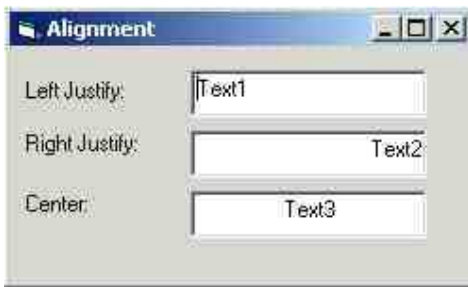 Alignment
Left Justify: Text1
Right Justify: Text2
Center: Text3